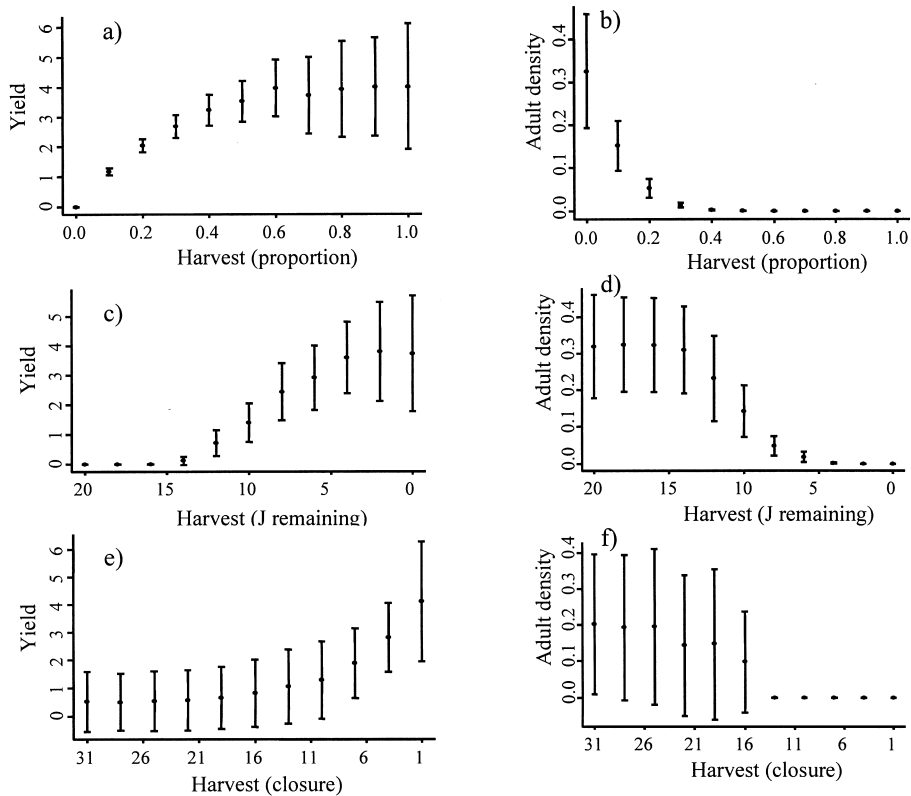 a)
Yield
6
5
4
3
2
1
0
0.0 0.2 0.4 0.6 0.8 1.0
Harvest (proportion)
b)
Adult density
0.4
0.3
0.2
0.1
0.0
0.0 0.2 0.4 0.6 0.8 1.0
Harvest (proportion)
c)
Yield
5
4
3
2
1
0
20 15 10 5 0
Harvest (J remaining)
d)
Adult density
0.4
0.3
0.2
0.1
0.0
20 15 10 5 0
Harvest (J remaining)
e)
Yield
6
5
4
3
2
1
0
31 26 21 16 11 6 1
Harvest (closure)
f)
Adult density
0.4
0.3
0.2
0.1
0.0
31 26 21 16 11 6 1
Harvest (closure)